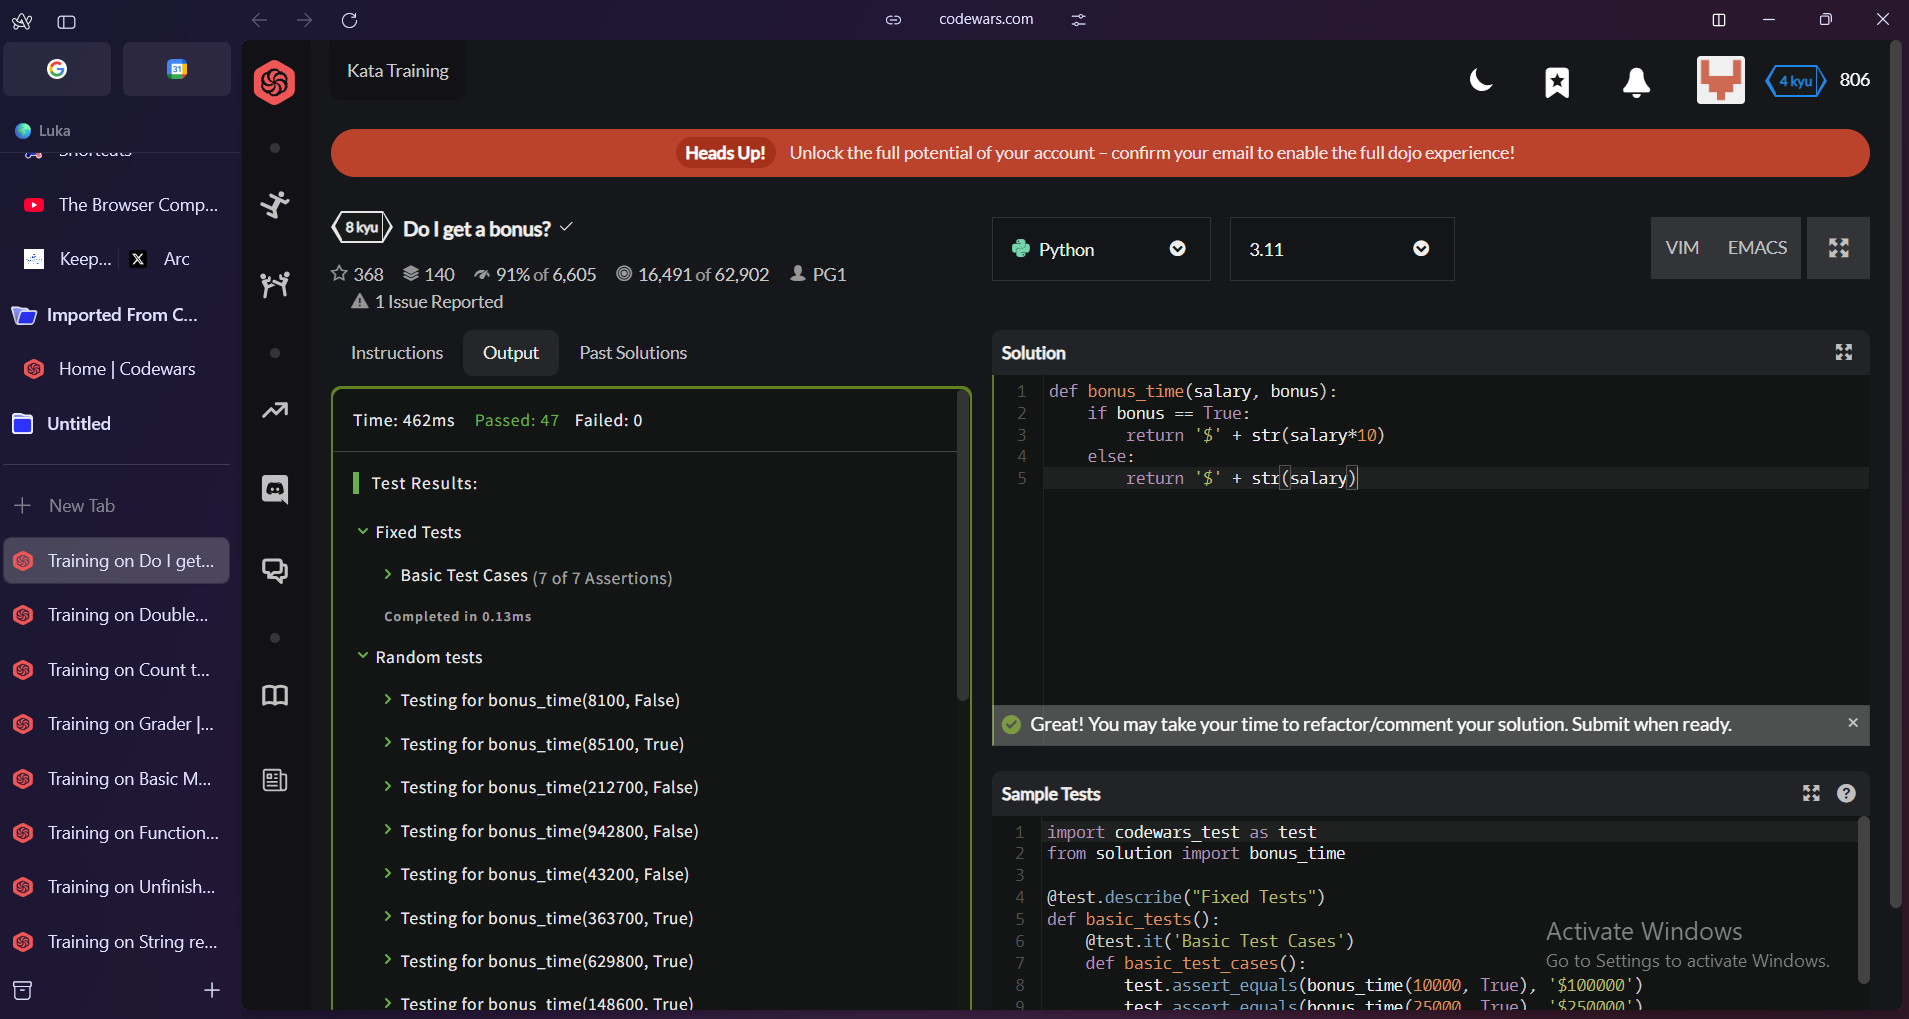 codewars.com
31
Luka
Shortcuts
The Browser Comp...
Keep...
X
Arc
Imported From C...
Home | Codewars
Untitled
New Tab
Training on Do I get...
Training on Double...
Training on Count t...
Training on Grader |...
Training on Basic M...
Training on Function...
Training on Unfinish...
Training on String re...
Kata Training
4 kyu
806
Heads Up! Unlock the full potential of your account – confirm your email to enable the full dojo experience!
8 kyu Do I get a bonus?
368 140 91% of 6,605 16,491 of 62,902 PG1
1 Issue Reported
Python
3.11
VIM EMACS
Instructions Output Past Solutions
Time: 462ms Passed: 47 Failed: 0
Test Results:
Fixed Tests
Basic Test Cases (7 of 7 Assertions)
Completed in 0.13ms
Random tests
Testing for bonus_time(8100, False)
Testing for bonus_time(85100, True)
Testing for bonus_time(212700, False)
Testing for bonus_time(942800, False)
Testing for bonus_time(43200, False)
Testing for bonus_time(363700, True)
Testing for bonus_time(629800, True)
Testing for bonus_time(148600, True)
Solution
1 def bonus_time(salary, bonus):
2 if bonus == True:
3 return '$' + str(salary*10)
4 else:
5 return '$' + str(salary)
Great! You may take your time to refactor/comment your solution. Submit when ready.
Sample Tests
1 import codewars_test as test
2 from solution import bonus_time
3
4 @test.describe("Fixed Tests")
5 def basic_tests():
6 @test.it('Basic Test Cases')
7 def basic_test_cases():
8 test.assert_equals(bonus_time(10000, True), '$100000')
9 test.assert_equals(bonus_time(25000, True), '$250000')
Activate Windows
Go to Settings to activate Windows.